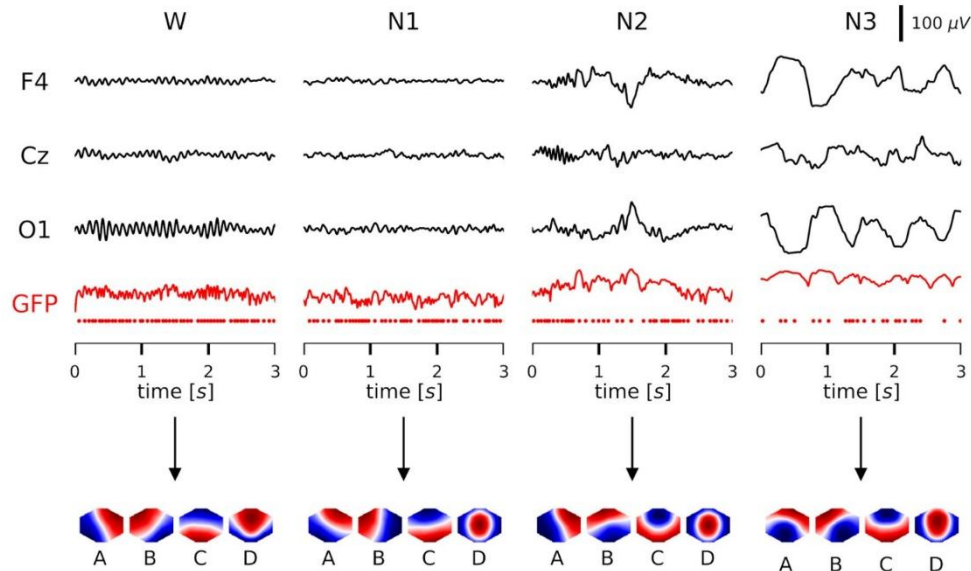 W N1 N2 N3 100 μV
F4
Cz
O1
GFP
0 1 2 3 0 1 2 3 0 1 2 3 0 1 2 3
time [s] time [s] time [s] time [s]
A B C D A B C D A B C D A B C D